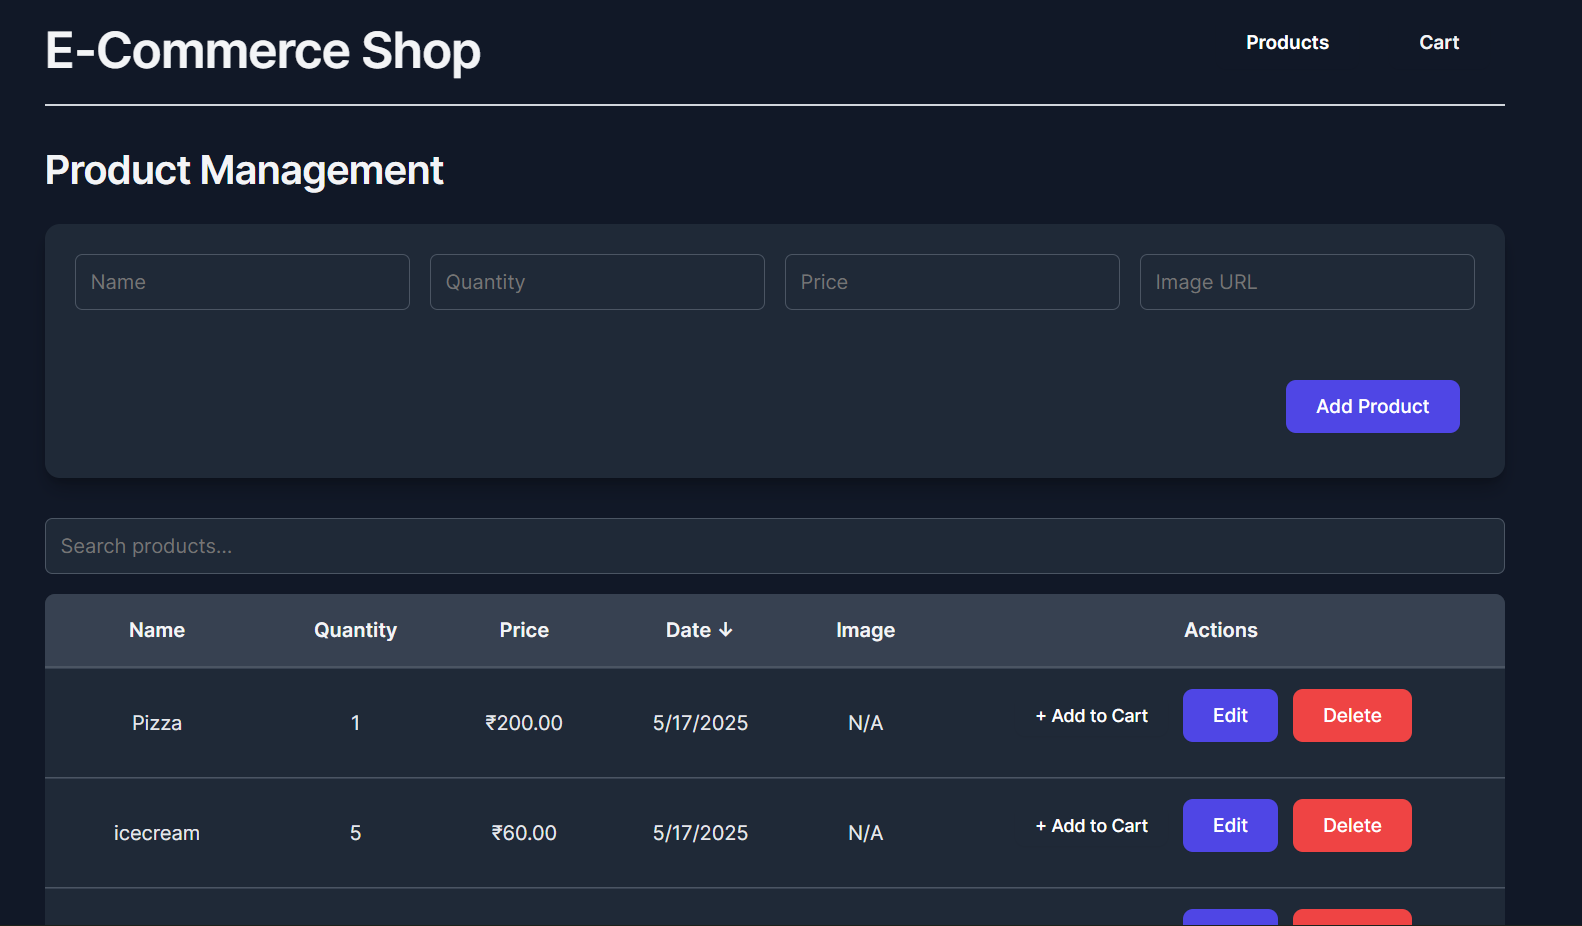 E-Commerce Shop Products Cart
Product Management
Name Quantity Price Image URL
Add Product
Search products...
Name Quantity Price Date ↓ Image Actions
Pizza 1 ₹200.00 5/17/2025 N/A + Add to Cart Edit Delete
icecream 5 ₹60.00 5/17/2025 N/A + Add to Cart Edit Delete